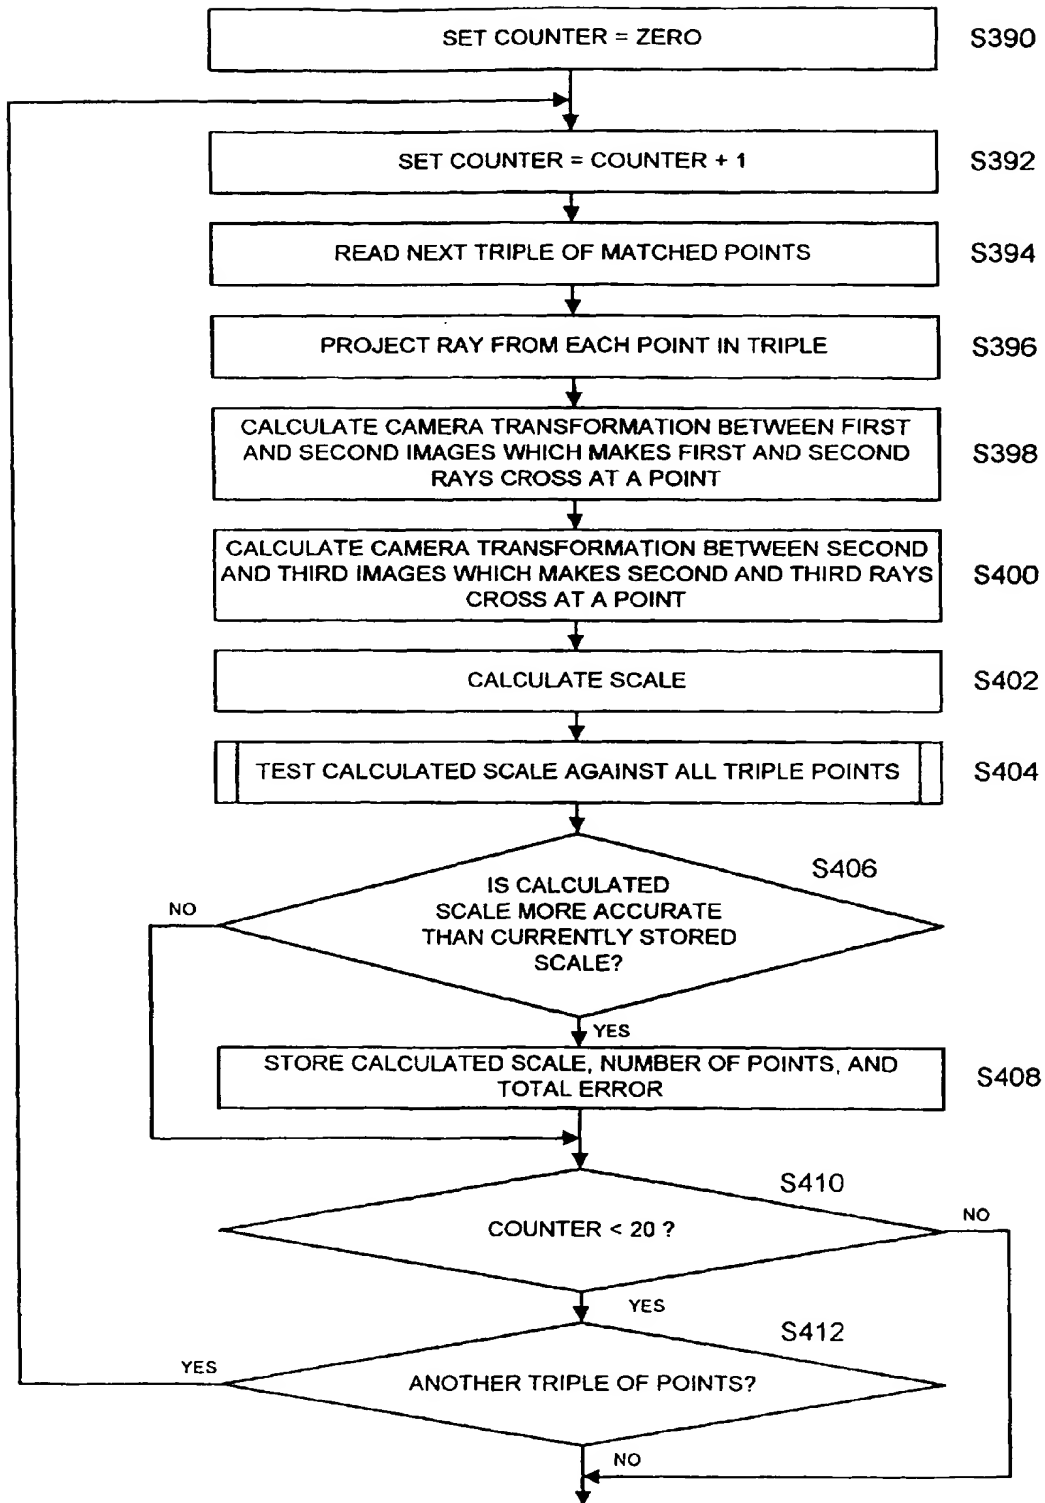 SET COUNTER = ZERO
S390
SET COUNTER = COUNTER + 1
S392
READ NEXT TRIPLE OF MATCHED POINTS
S394
PROJECT RAY FROM EACH POINT IN TRIPLE
S396
CALCULATE CAMERA TRANSFORMATION BETWEEN FIRST
AND SECOND IMAGES WHICH MAKES FIRST AND SECOND
RAYS CROSS AT A POINT
S398
CALCULATE CAMERA TRANSFORMATION BETWEEN SECOND
AND THIRD IMAGES WHICH MAKES SECOND AND THIRD RAYS
CROSS AT A POINT
S400
CALCULATE SCALE
S402
TEST CALCULATED SCALE AGAINST ALL TRIPLE POINTS
S404
S406
IS CALCULATED
SCALE MORE ACCURATE
THAN CURRENTLY STORED
SCALE?
NO
YES
STORE CALCULATED SCALE, NUMBER OF POINTS, AND
TOTAL ERROR
S408
S410
COUNTER < 20 ?
NO
YES
S412
ANOTHER TRIPLE OF POINTS?
YES
NO